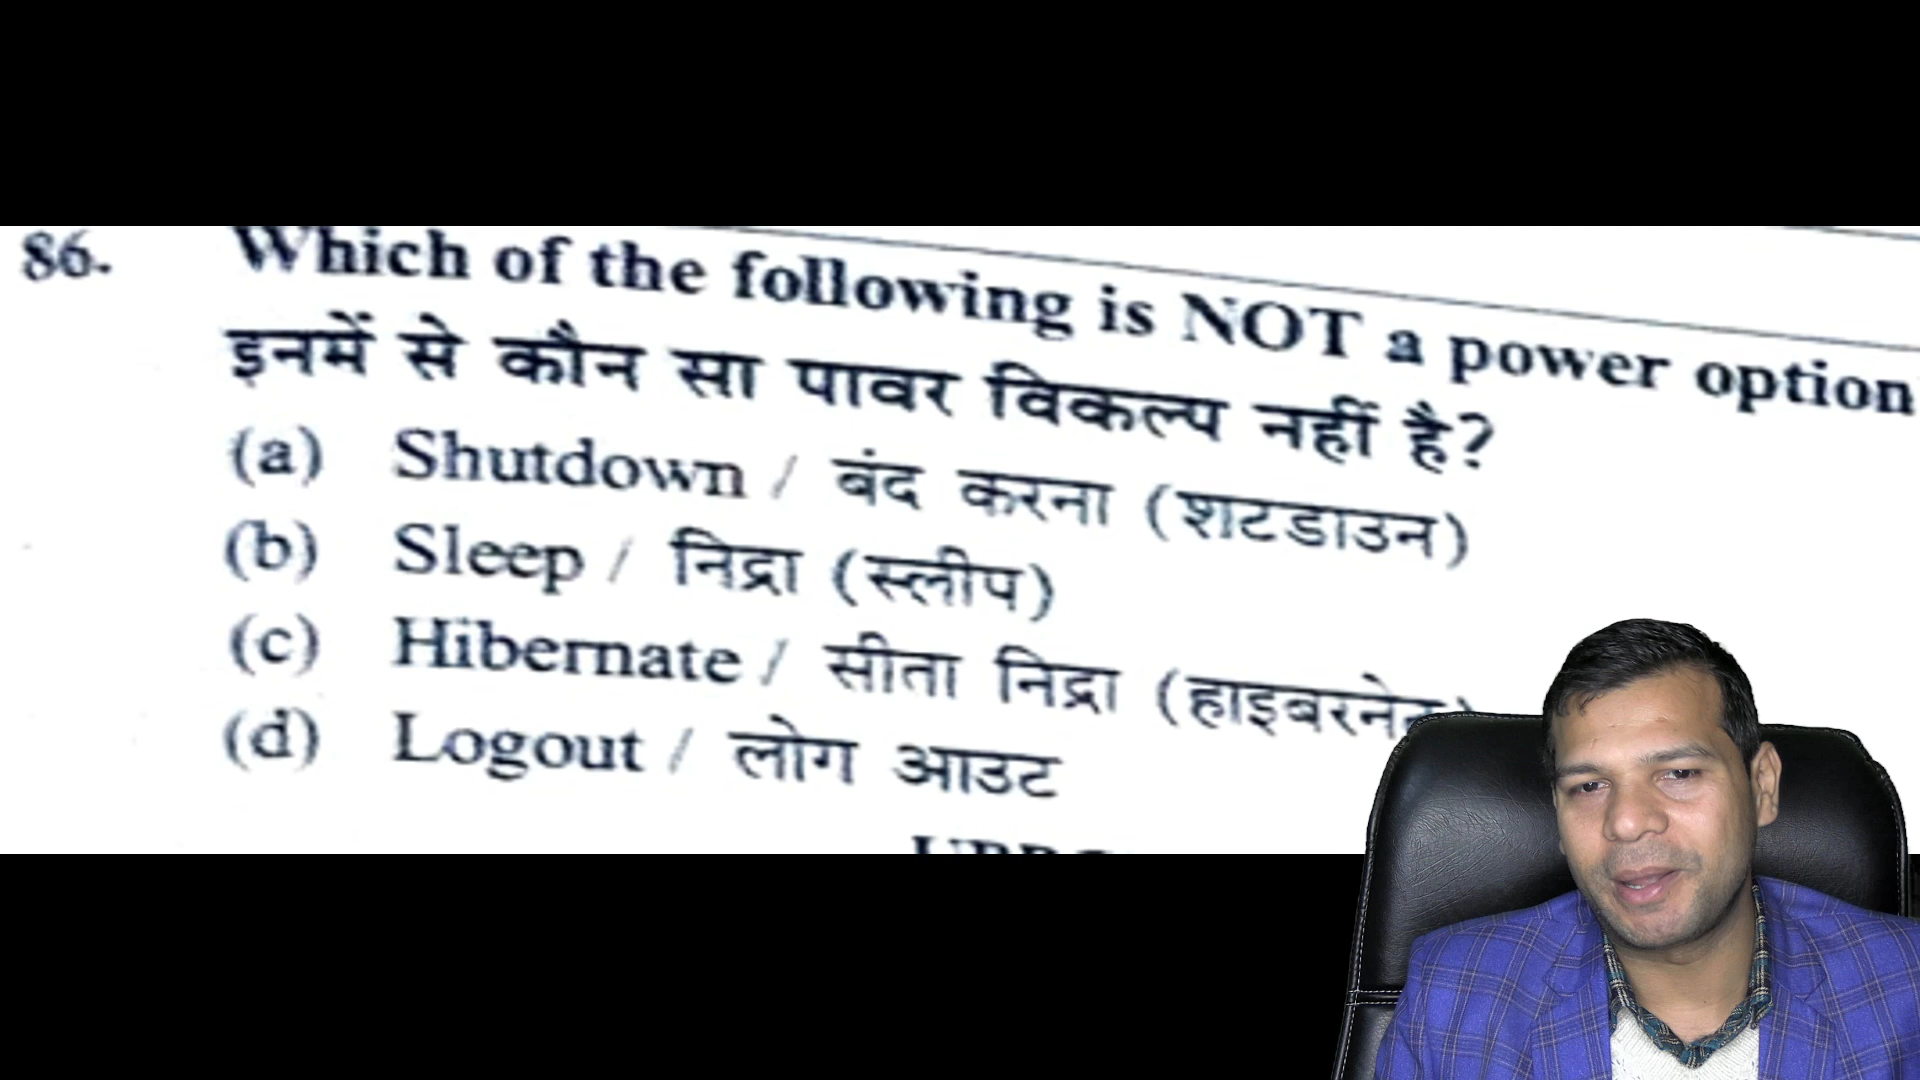 86. Which of the following is NOT a power option
इनमें से कौन सा पावर विकल्प नहीं है?
(a) Shutdown / बंद करना (शटडाउन)
(b) Sleep / निद्रा (स्लीप)
(c) Hibernate / सीता निद्रा (हाइबरनेट)
(d) Logout / लोग आउट